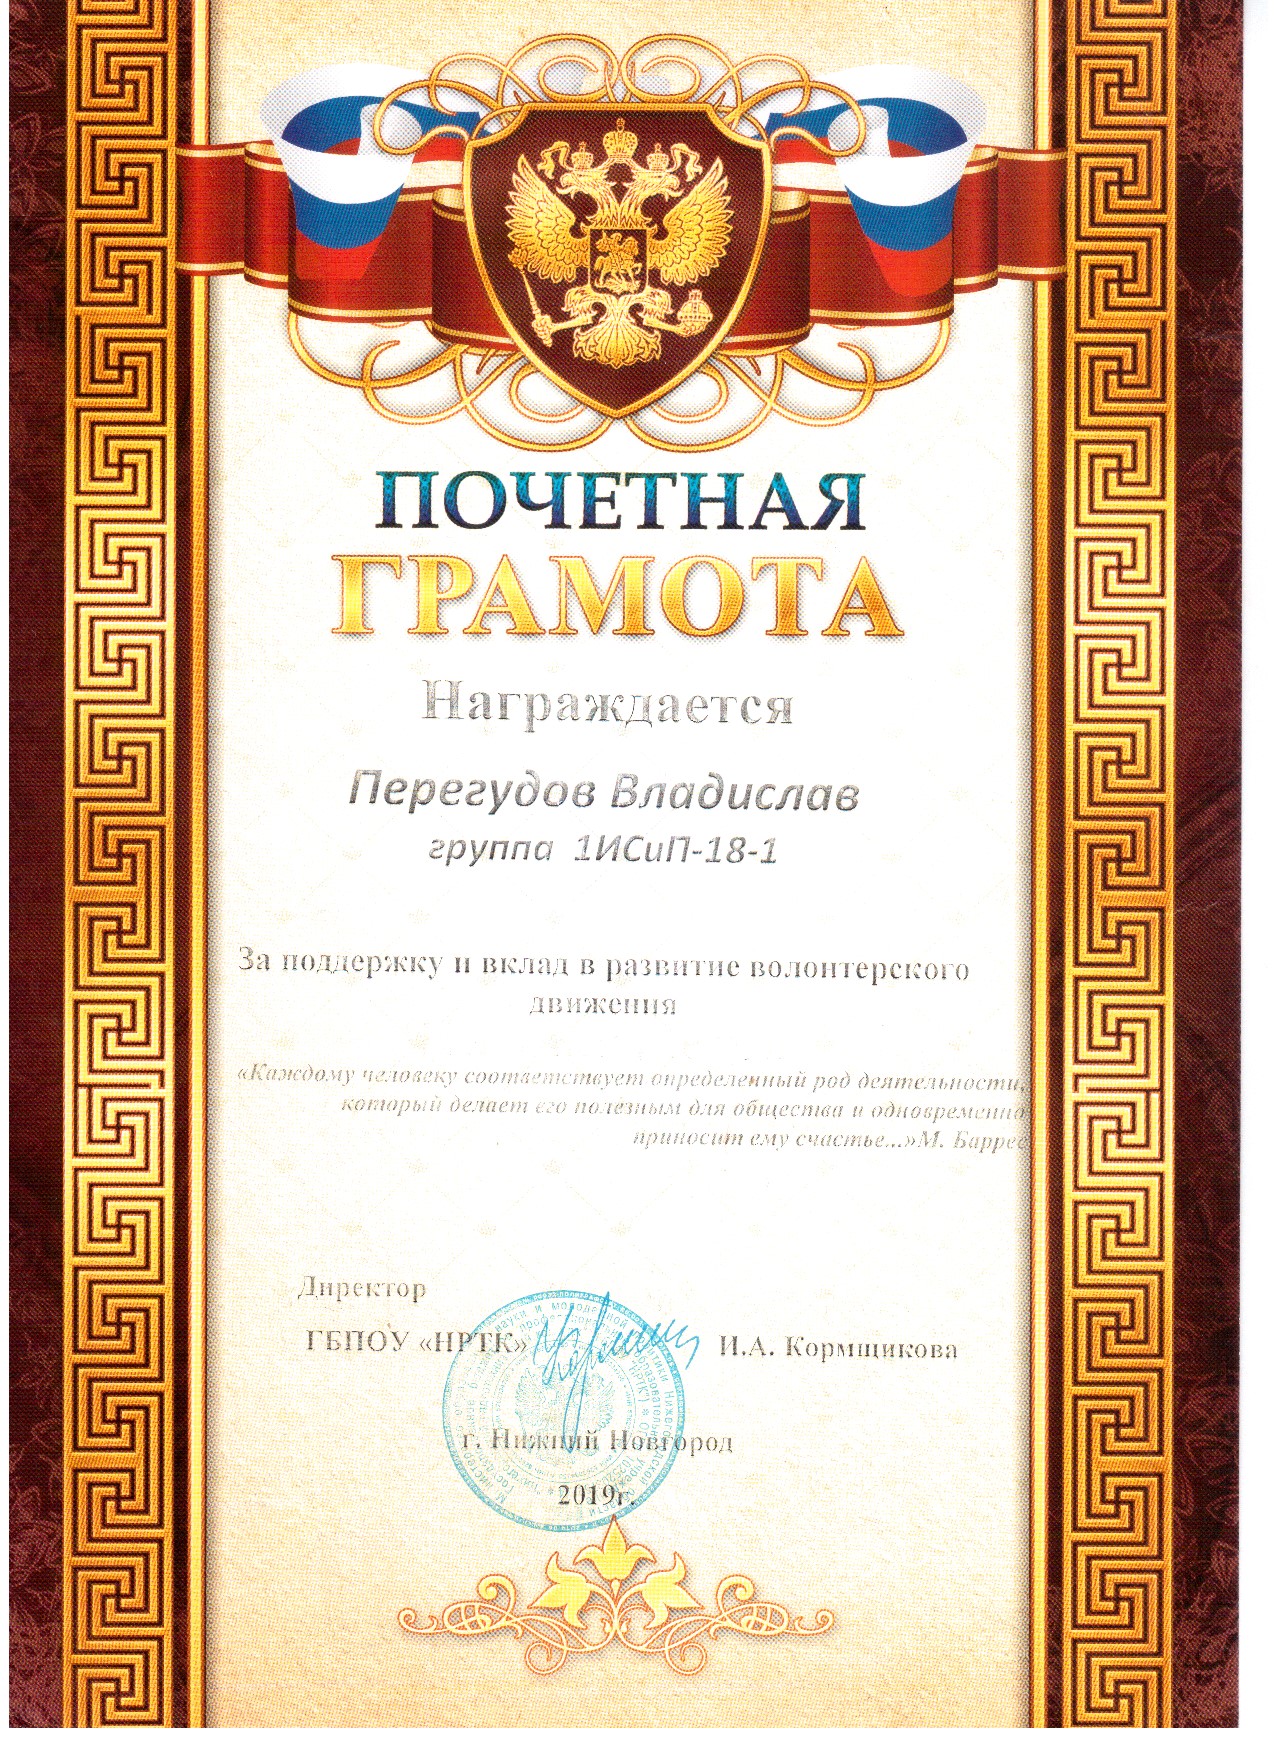 ПОЧЕТНАЯ
ГРАМОТА
Награждается
Перегудов Владислав
группа 1ИСиП-18-1
За поддержку и вклад в развитие волонтерского
движения
«Каждому человеку соответствует определенный род деятельности,
который делает его полезным для общества и одновременно
приносит ему счастье...»М. Баррес
Директор
ГБПОУ «НРТК» И.А. Кормщикова
г. Нижний Новгород
2019г.